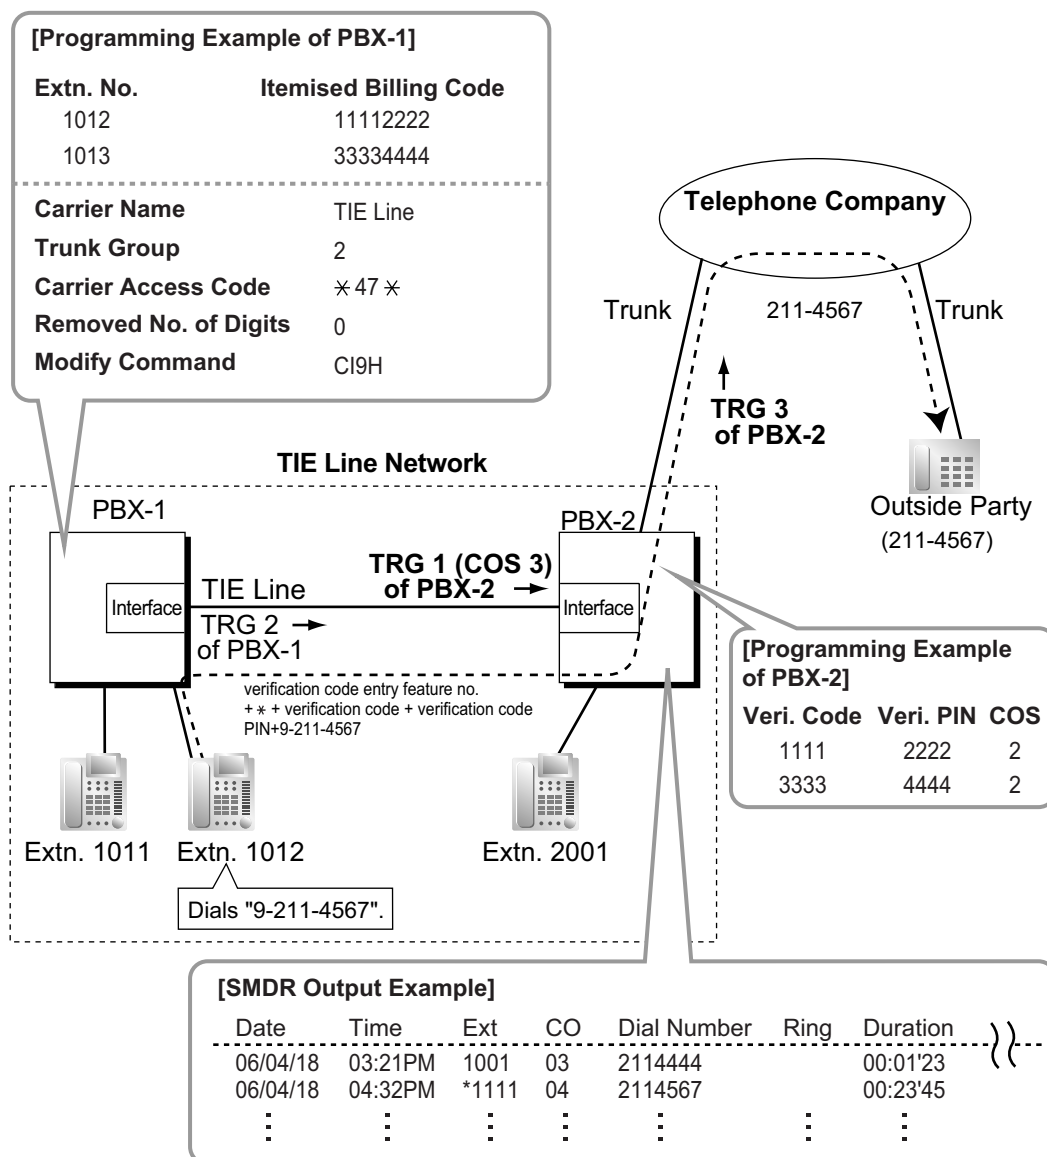 [Programming Example of PBX-1]
Extn. No. Itemised Billing Code
1012 11112222
1013 33334444
Carrier Name TIE Line
Trunk Group 2
Carrier Access Code ＊47＊
Removed No. of Digits 0
Modify Command CI9H
Telephone Company
Trunk 211-4567 Trunk
TRG 3
of PBX-2
Outside Party
(211-4567)
TIE Line Network
PBX-1
PBX-2
Interface
TIE Line
TRG 2 →
of PBX-1
TRG 1 (COS 3)
of PBX-2 →
Interface
verification code entry feature no.
+ ＊ + verification code + verification code
PIN+9-211-4567
[Programming Example
of PBX-2]
Veri. Code Veri. PIN COS
1111 2222 2
3333 4444 2
Extn. 1011 Extn. 1012 Extn. 2001
Dials "9-211-4567".
[SMDR Output Example]
Date Time Ext CO Dial Number Ring Duration
06/04/18 03:21PM 1001 03 2114444 00:01'23
06/04/18 04:32PM *1111 04 2114567 00:23'45